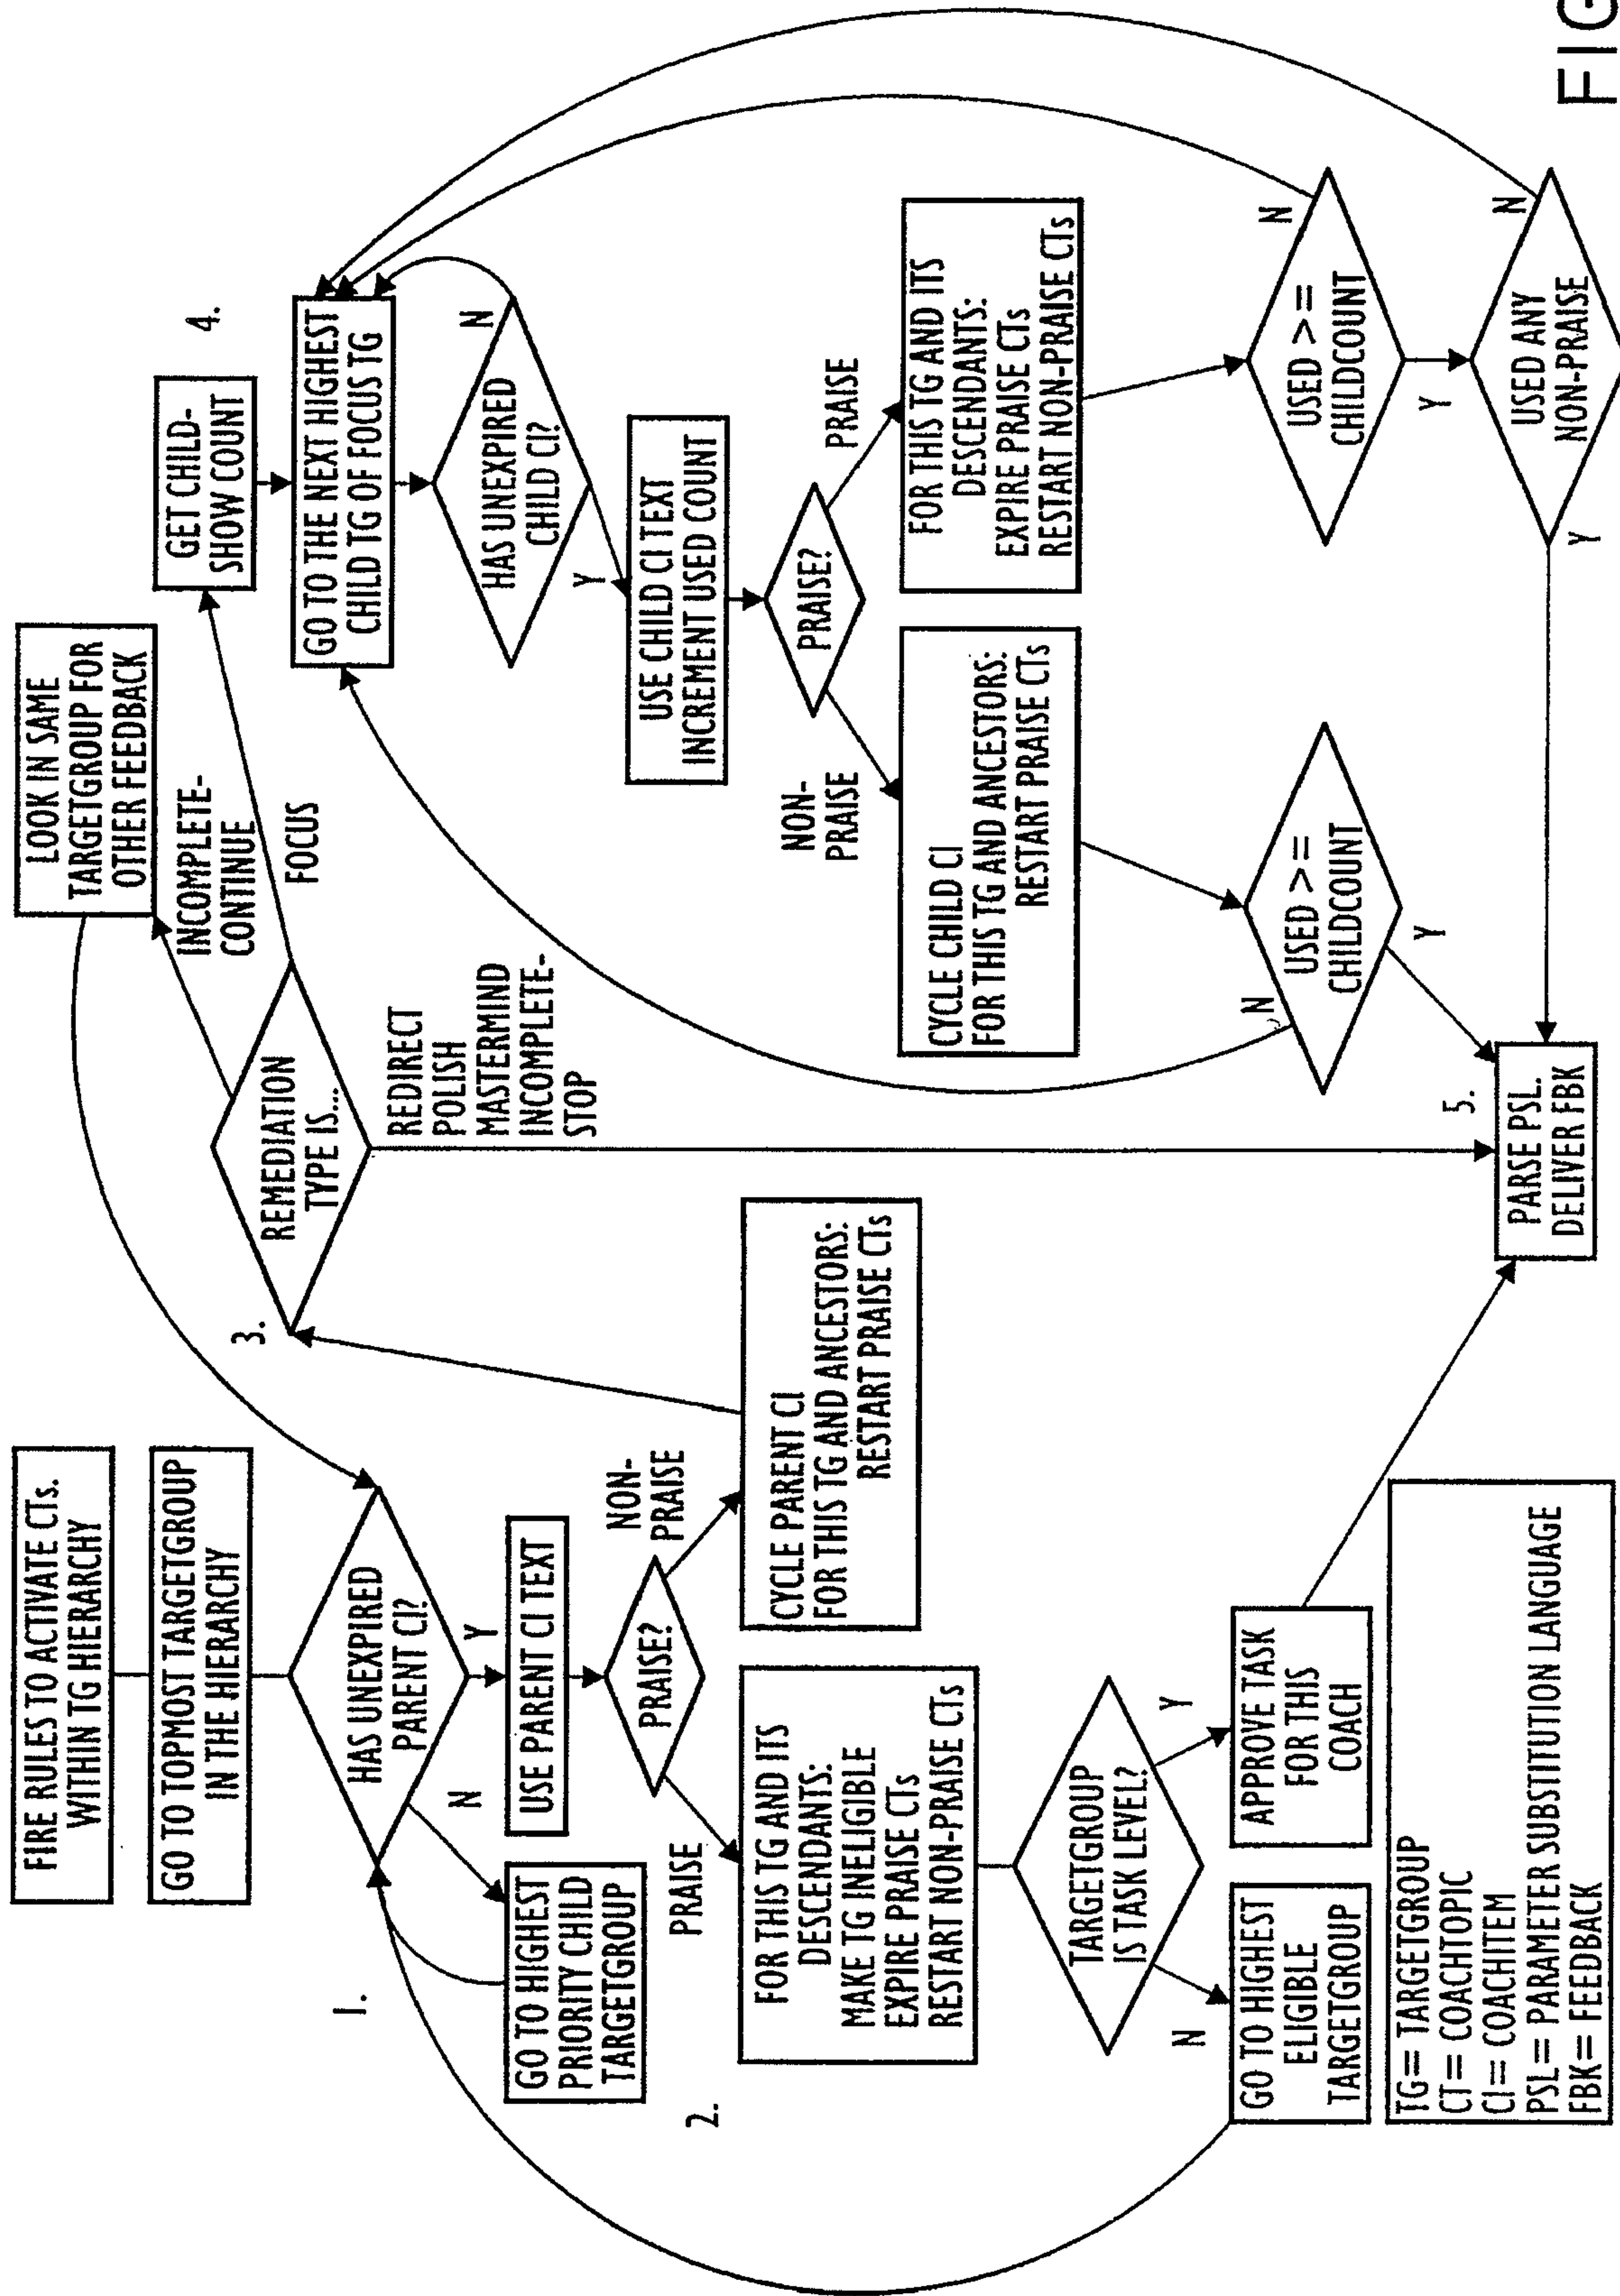 FIRE RULES TO ACTIVATE CTs.
WITHIN TG HIERARCHY
GO TO TOPMOST TARGETGROUP
IN THE HIERARCHY
1.
HAS UNEXPIRED
PARENT CI?
N
Y
GO TO HIGHEST
PRIORITY CHILD
TARGETGROUP
USE PARENT CI TEXT
2.
PRAISE?
PRAISE
NON-
PRAISE
FOR THIS TG AND ITS
DESCENDANTS:
MAKE TG INELIGIBLE
EXPIRE PRAISE CTs
RESTART NON-PRAISE CTs
CYCLE PARENT CI
FOR THIS TG AND ANCESTORS:
RESTART PRAISE CTs
TARGETGROUP
IS TASK LEVEL?
N
Y
GO TO HIGHEST
ELIGIBLE
TARGETGROUP
APPROVE TASK
FOR THIS
COACH
TG= TARGETGROUP
CT= COACHTOPIC
CI= COACHITEM
PSL= PARAMETER SUBSTITUTION LANGUAGE
FBK= FEEDBACK
3.
REMEDIATION
TYPE IS...
LOOK IN SAME
TARGETGROUP FOR
OTHER FEEDBACK
INCOMPLETE-
CONTINUE
FOCUS
REDIRECT
POLISH
MASTERMIND
INCOMPLETE-
STOP
4.
GET CHILD-
SHOW COUNT
GO TO THE NEXT HIGHEST
CHILD TG OF FOCUS TG
HAS UNEXPIRED
CHILD CI?
N
Y
USE CHILD CI TEXT
INCREMENT USED COUNT
PRAISE?
NON-
PRAISE
PRAISE
CYCLE CHILD CI
FOR THIS TG AND ANCESTORS:
RESTART PRAISE CTs
FOR THIS TG AND ITS
DESCENDANTS:
EXPIRE PRAISE CTs
RESTART NON-PRAISE CTs
USED >=
CHILDCOUNT
N
Y
USED >=
CHILDCOUNT
N
Y
USED ANY
NON-PRAISE
N
Y
5.
PARSE PSL.
DELIVER FBK
FIG